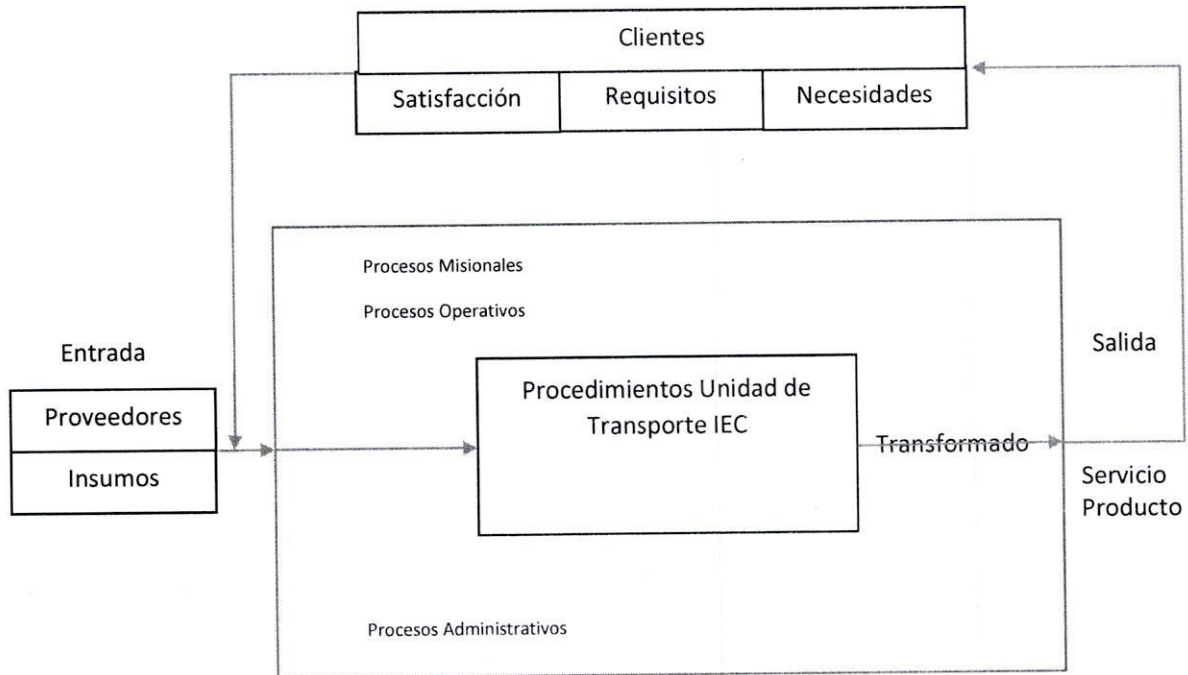 Clientes
Satisfacción
Requisitos
Necesidades
Procesos Misionales
Procesos Operativos
Entrada
Salida
Proveedores
Procedimientos Unidad de
Transporte IEC
Transformado
Insumos
Servicio
Producto
Procesos Administrativos